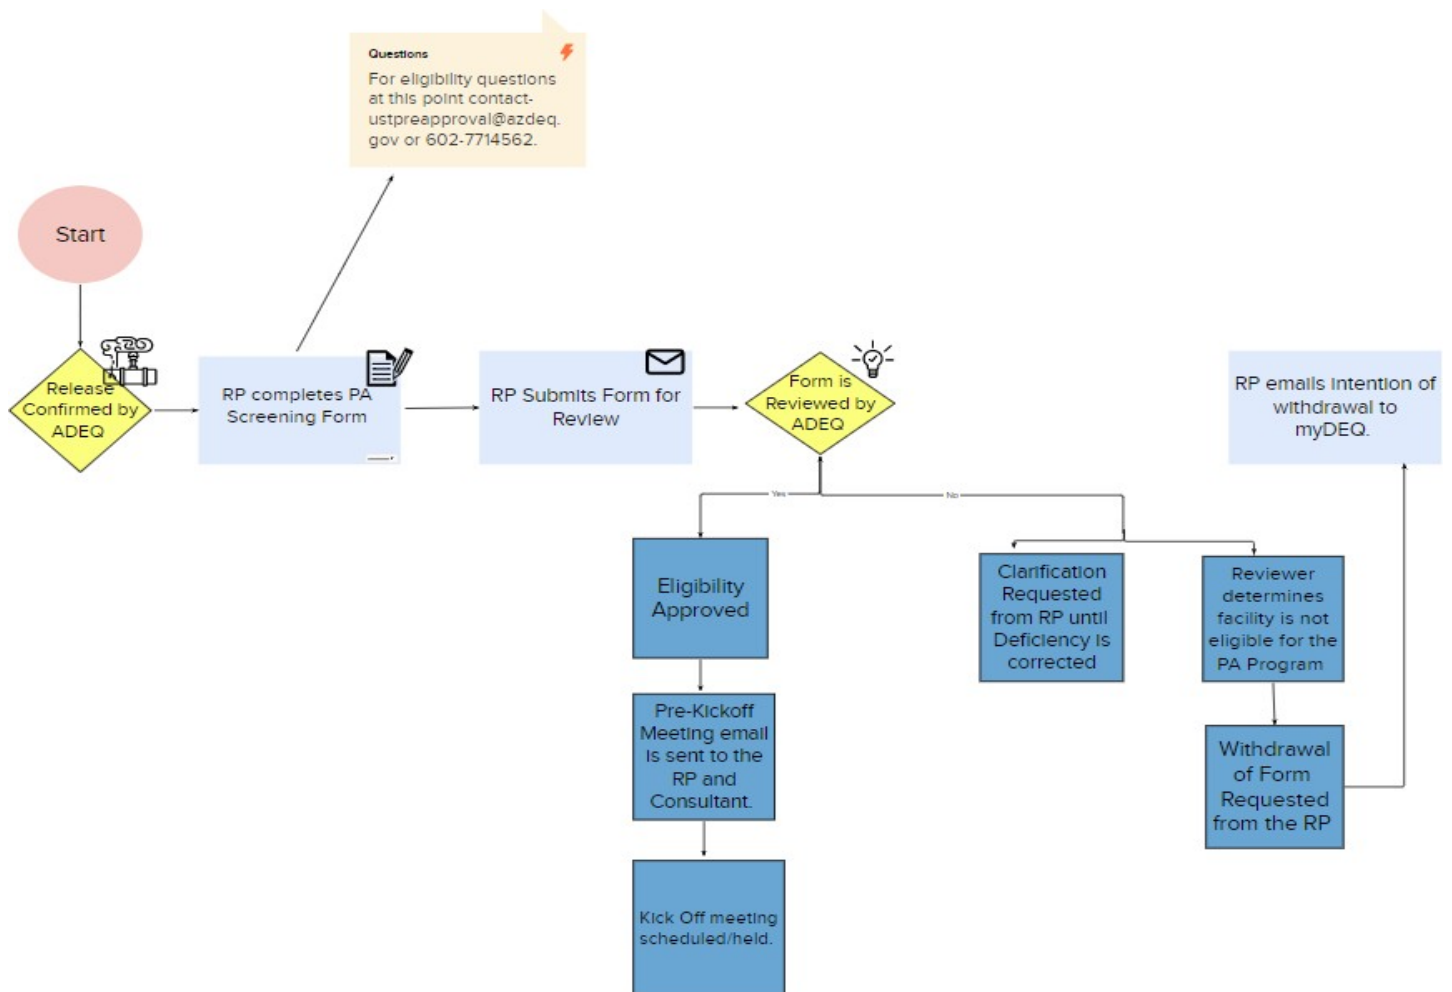 Questions
For eligibility questions
at this point contact-
ustpreapproval@azdeq.
gov or 602-7714562.
Start
Release
Confirmed by
ADEQ
RP completes PA
Screening Form
RP Submits Form for
Review
Form is
Reviewed by
ADEQ
RP emails intention of
withdrawal to
myDEQ.
Yes
No
Eligibility
Approved
Clarification
Requested
from RP until
Deficiency is
corrected
Reviewer
determines
facility is not
eligible for the
PA Program
Pre-Kickoff
Meeting email
is sent to the
RP and
Consultant.
Withdrawal
of Form
Requested
from the RP
Kick Off meeting
scheduled/held.